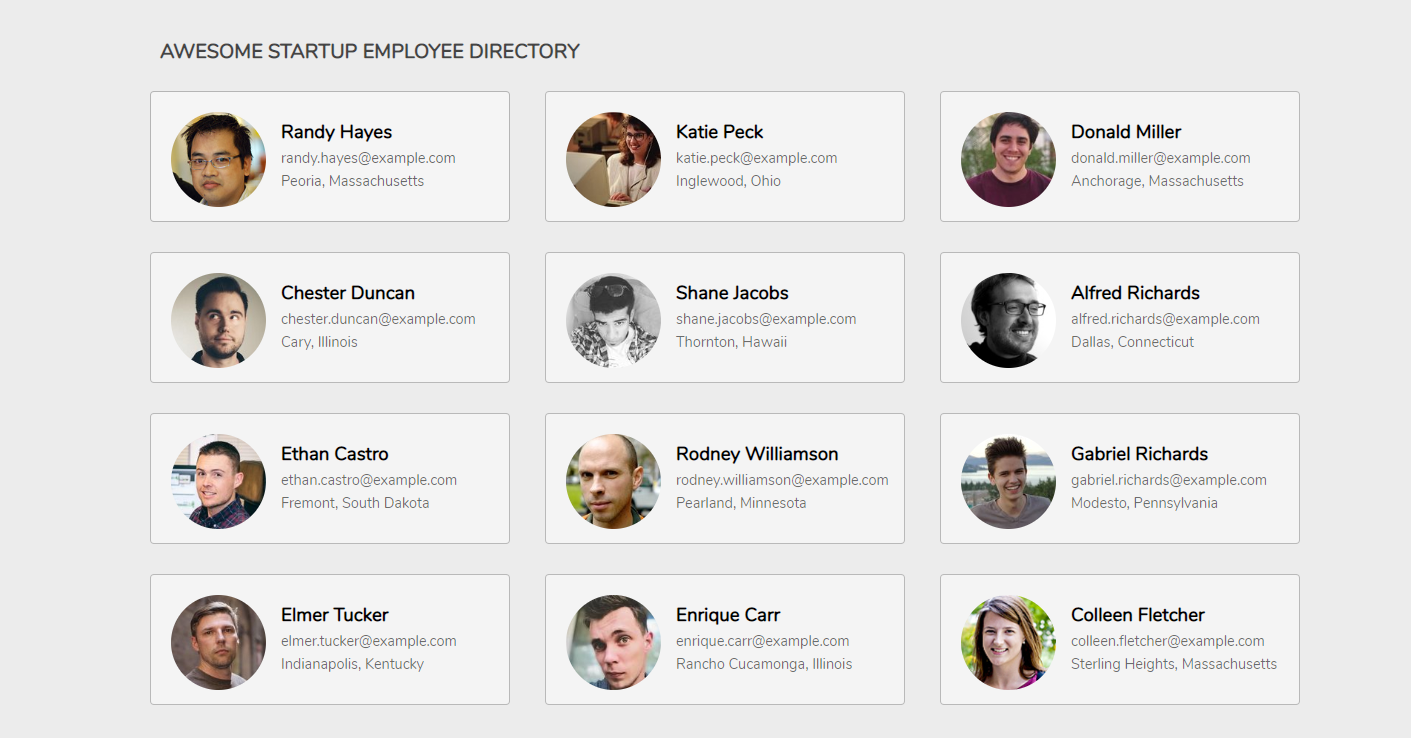 AWESOME STARTUP EMPLOYEE DIRECTORY
Randy Hayes
randy.hayes@example.com
Peoria, Massachusetts
Katie Peck
katie.peck@example.com
Inglewood, Ohio
Donald Miller
donald.miller@example.com
Anchorage, Massachusetts
Chester Duncan
chester.duncan@example.com
Cary, Illinois
Shane Jacobs
shane.jacobs@example.com
Thornton, Hawaii
Alfred Richards
alfred.richards@example.com
Dallas, Connecticut
Ethan Castro
ethan.castro@example.com
Fremont, South Dakota
Rodney Williamson
rodney.williamson@example.com
Pearland, Minnesota
Gabriel Richards
gabriel.richards@example.com
Modesto, Pennsylvania
Elmer Tucker
elmer.tucker@example.com
Indianapolis, Kentucky
Enrique Carr
enrique.carr@example.com
Rancho Cucamonga, Illinois
Colleen Fletcher
colleen.fletcher@example.com
Sterling Heights, Massachusetts